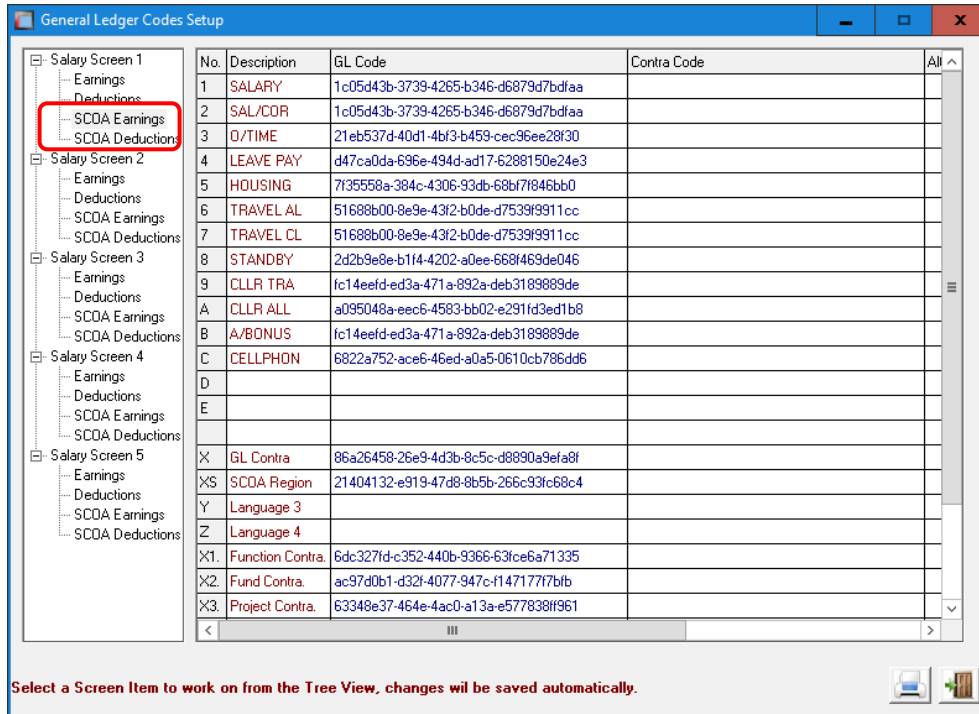 General Ledger Codes Setup
Salary Screen 1
Earnings
Deductions
SCOA Earnings
SCOA Deductions
Salary Screen 2
Earnings
Deductions
SCOA Earnings
SCOA Deductions
Salary Screen 3
Earnings
Deductions
SCOA Earnings
SCOA Deductions
Salary Screen 4
Earnings
Deductions
SCOA Earnings
SCOA Deductions
Salary Screen 5
Earnings
Deductions
SCOA Earnings
SCOA Deductions
No. Description GL Code Contra Code
1 SALARY 1c05d43b-3739-4265-b346-d6879d7bdfaa
2 SAL/COR 1c05d43b-3739-4265-b346-d6879d7bdfaa
3 O/TIME 21eb537d-40d1-4bf3-b459-cec96ee28f30
4 LEAVE PAY d47ca0da-696e-494d-ad17-6288150e24e3
5 HOUSING 7f35558a-384c-4306-93db-68bf7f846bb0
6 TRAVEL AL 51688b00-8e9e-43f2-b0de-d7539f9911cc
7 TRAVEL CL 51688b00-8e9e-43f2-b0de-d7539f9911cc
8 STANDBY 2d2b9e8e-b1f4-4202-a0ee-668f469de046
9 CLLR TRA fc14eefd-ed3a-471a-892a-deb3189889de
A CLLR ALL a095048a-eec6-4583-bb02-e291fd3ed1b8
B A/BONUS fc14eefd-ed3a-471a-892a-deb3189889de
C CELLPHON 6822a752-ace6-46ed-a0a5-0610cb786dd6
D
E
X GL Contra 86a26458-26e9-4d3b-8c5c-d8890a9efa8f
XS SCOA Region 21404132-e919-47d8-8b5b-266c93fc68c4
Y Language 3
Z Language 4
X1. Function Contra. 6dc327fd-c352-440b-9366-63fce6a71335
X2. Fund Contra. ac97d0b1-d32f-4077-947c-f147177f7bfb
X3. Project Contra. 63348e37-464e-4ac0-a13a-e577838ff961
Select a Screen Item to work on from the Tree View, changes wil be saved automatically.